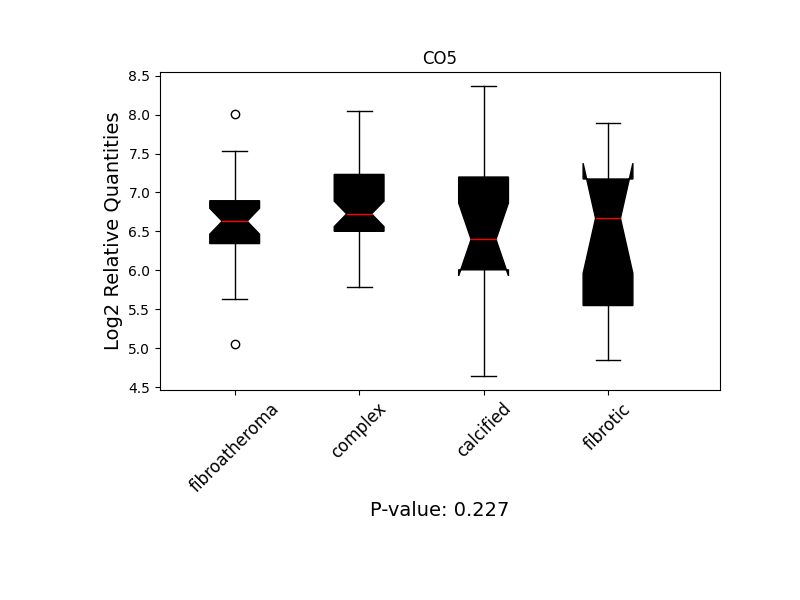 CO5
Log2 Relative Quantities
8.5
8.0
7.5
7.0
6.5
6.0
5.5
5.0
4.5
fibroatheroma
complex
calcified
fibrotic
P-value: 0.227